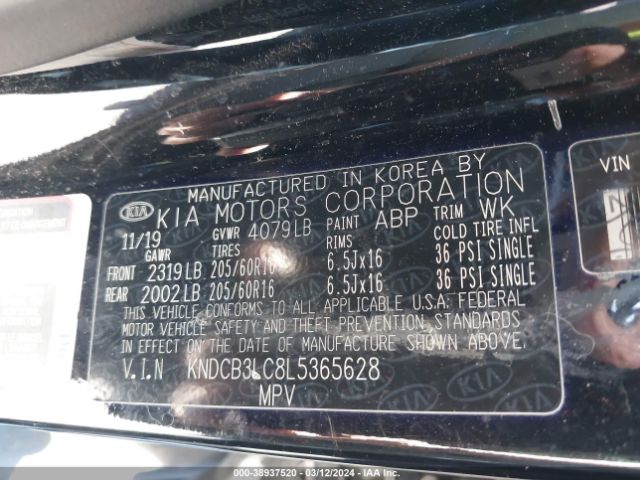 MANUFACTURED IN KOREA BY
KIA KIA MOTORS CORPORATION
11/19 GVWR 4079LB PAINT ABP TRIM WK
GAWR TIRES RIMS COLD TIRE INFL
FRONT 2319LB 205/60R16 6.5Jx16 36 PSI SINGLE
REAR 2002LB 205/60R16 6.5Jx16 36 PSI SINGLE
THIS VEHICLE CONFORMS TO ALL APPLICABLE U.S.A. FEDERAL
MOTOR VEHICLE SAFETY AND THEFT PREVENTION STANDARDS
IN EFFECT ON THE DATE OF MANUFACTURE SHOWN ABOVE.
V.I.N KNDCB3LC8L5365628
MPV
VIN
000-38937520 - 03/12/2024 - IAA Inc.